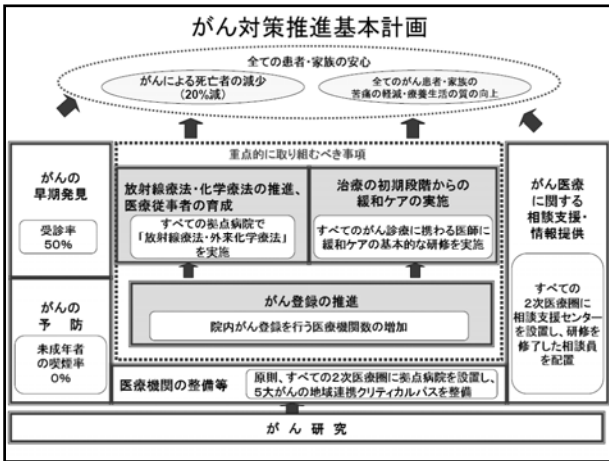 がん対策推進基本計画
全ての患者・家族の安心
がんによる死亡者の減少
(20%減)
全てのがん患者・家族の
苦痛の軽減・療養生活の質の向上
重点的に取り組むべき事項
がんの
早期発見
受診率
50%
がんの
予 防
未成年者
の喫煙率
0%
放射線療法・化学療法の推進、
医療従事者の育成
すべての拠点病院で
「放射線療法・外来化学療法」
を実施
治療の初期段階からの
緩和ケアの実施
すべてのがん診療に携わる医師に
緩和ケアの基本的な研修を実施
がん登録の推進
院内がん登録を行う医療機関数の増加
医療機関の整備等
原則、すべての2次医療圏に拠点病院を設置し、
5大がんの地域連携クリティカルパスを整備
がん医療
に関する
相談支援・
情報提供
すべての
2次医療圏に
相談支援センター
を設置し、研修を
修了した相談員
を配置
が ん 研 究